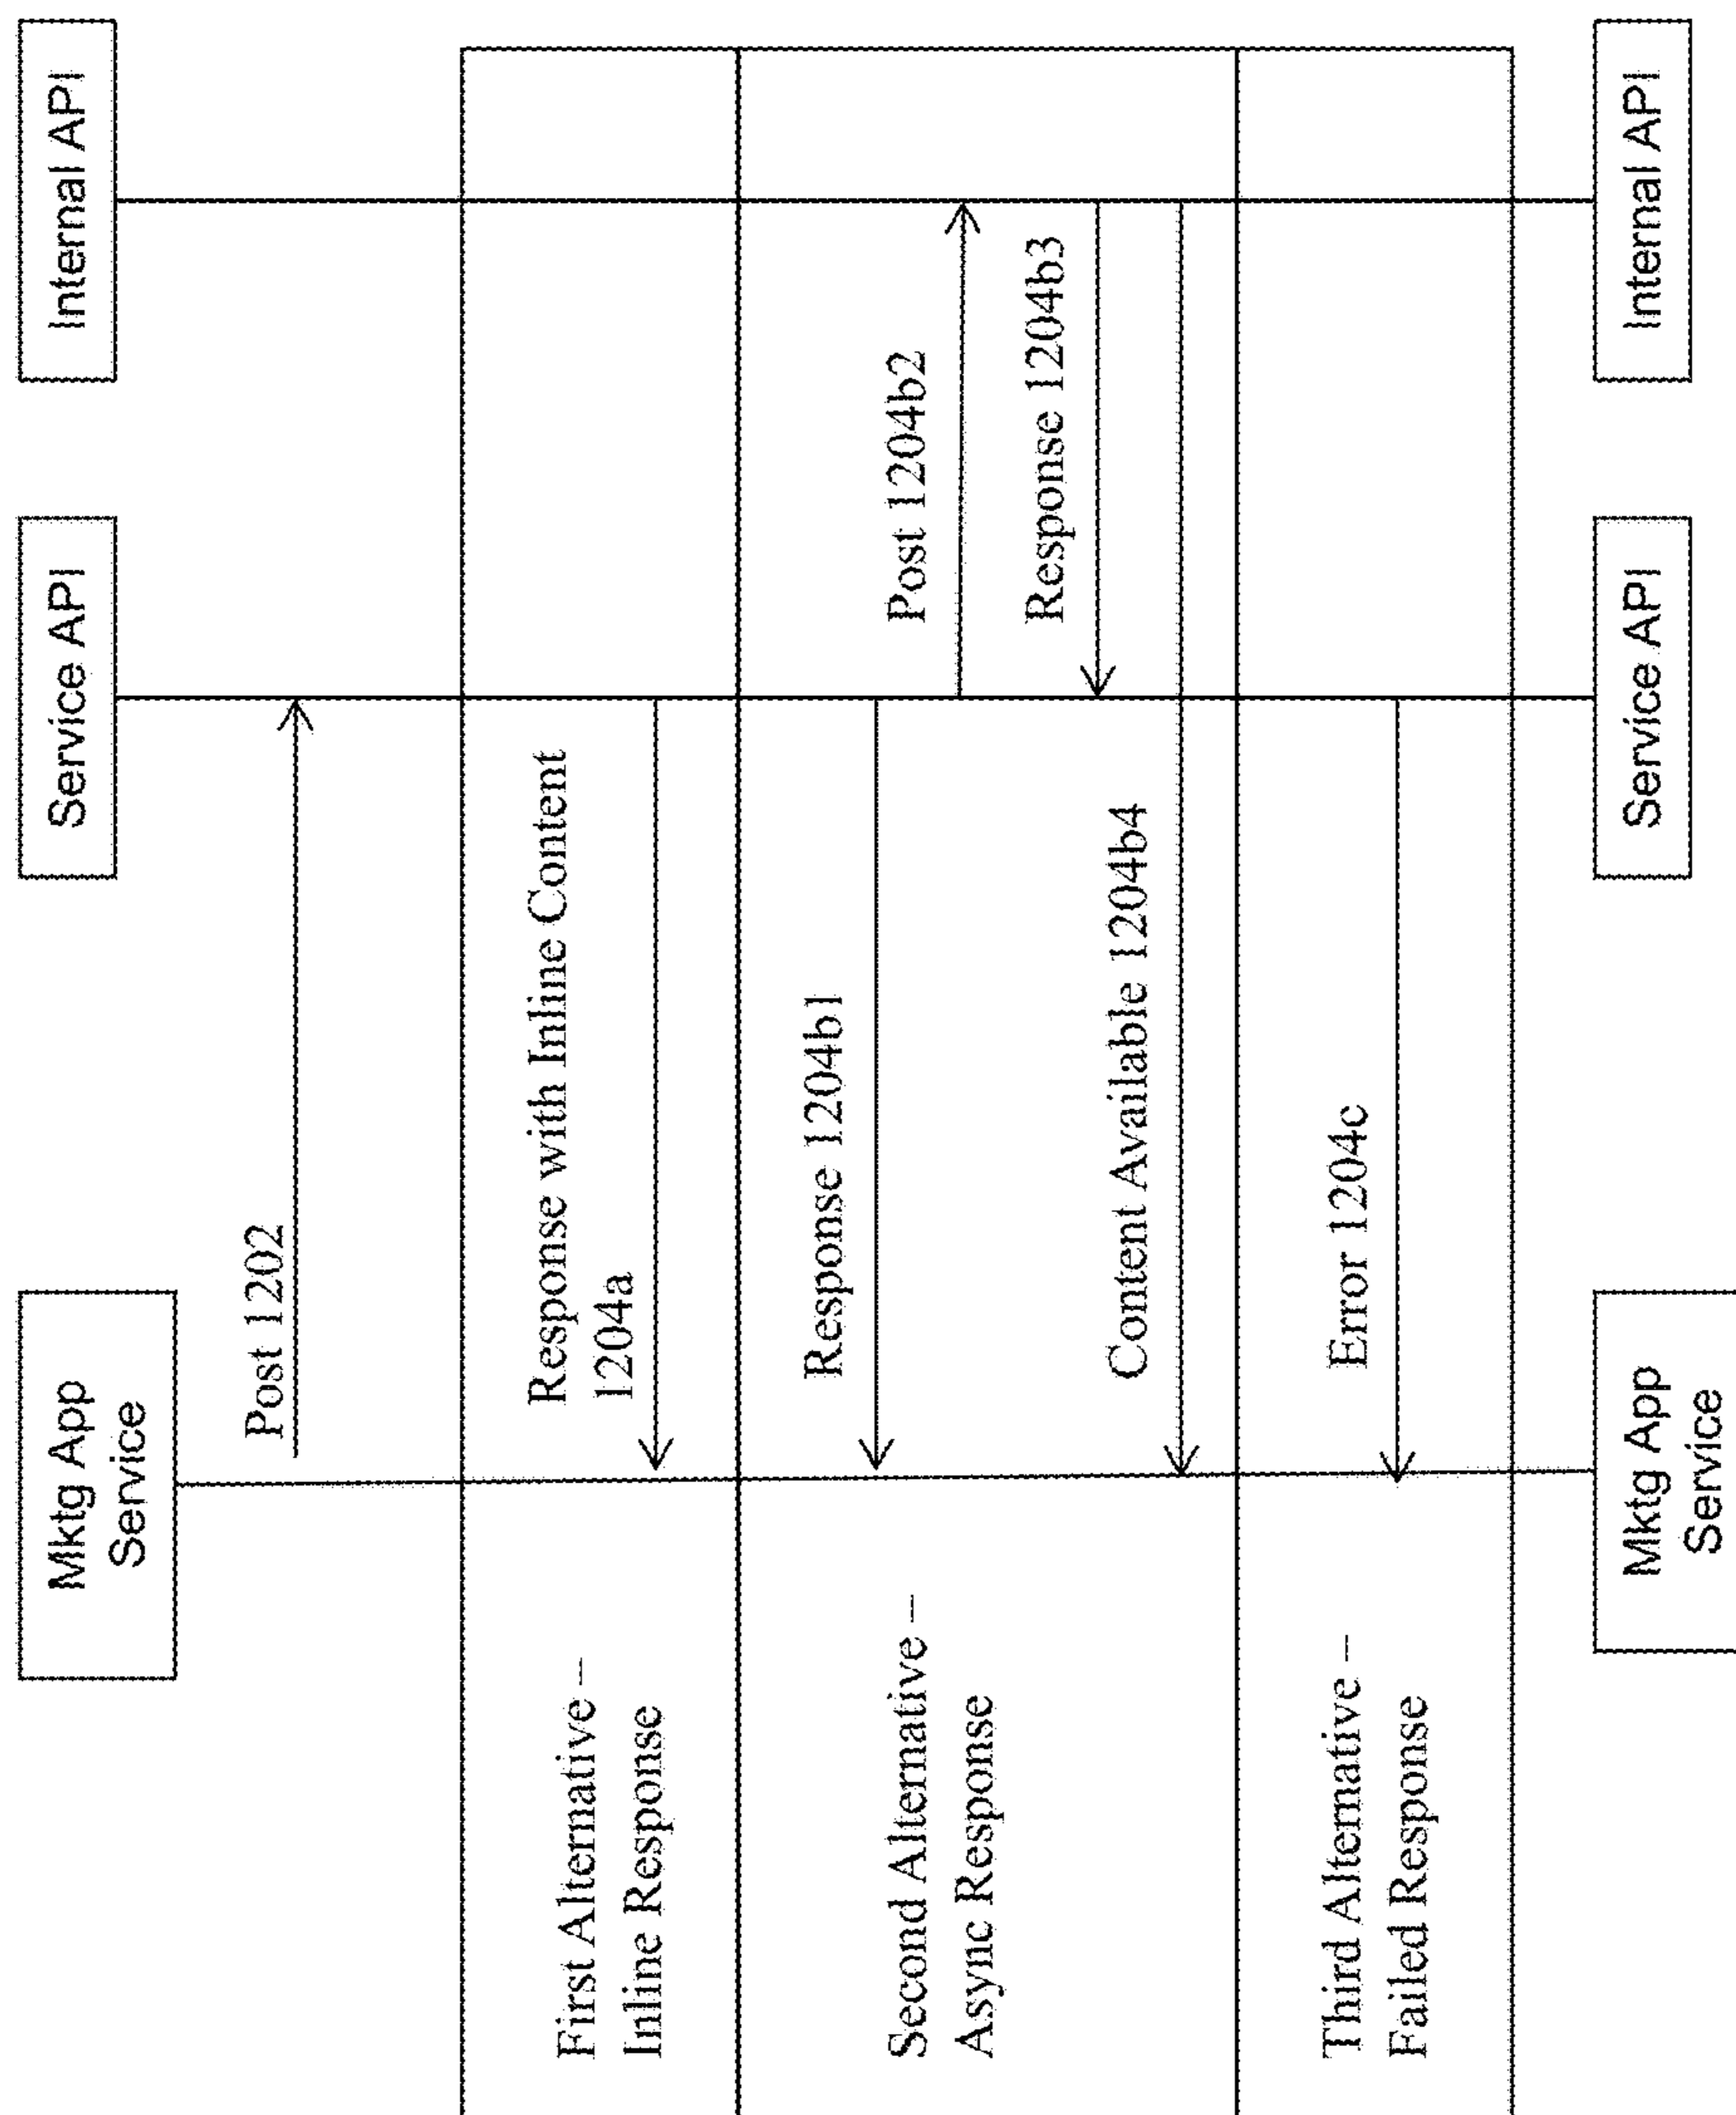 Mktg App
Service
Service API
Internal API
Post 1202
First Alternative –
Inline Response
Response with Inline Content
1204a
Second Alternative –
Async Response
Response 1204b1
Post 1204b2
Response 1204b3
Content Available 1204b4
Third Alternative –
Failed Response
Error 1204c
Mktg App
Service
Service API
Internal API